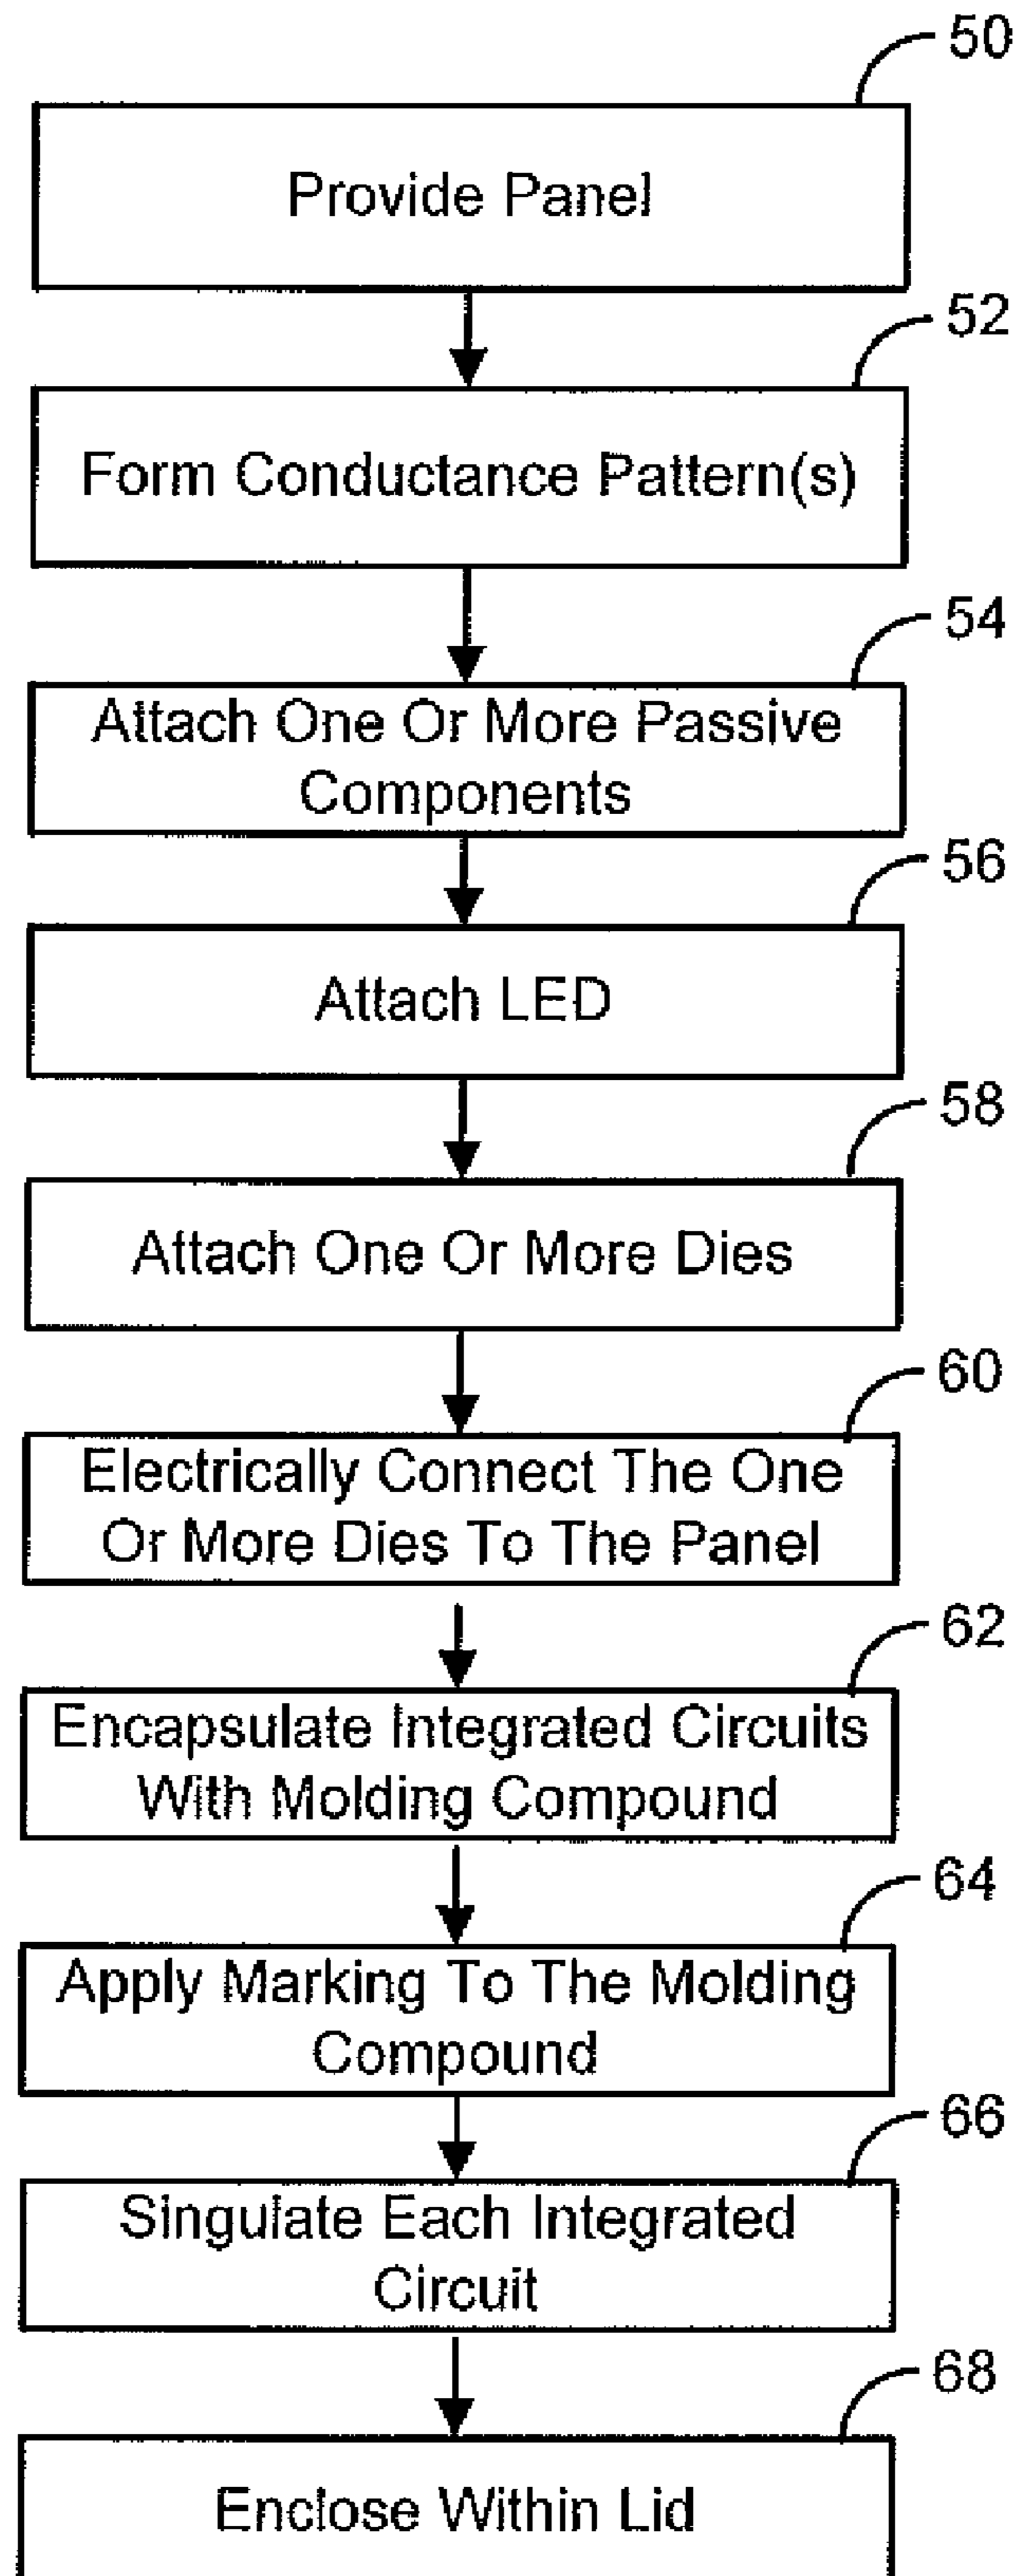 50
Provide Panel
52
Form Conductance Pattern(s)
54
Attach One Or More Passive
Components
56
Attach LED
58
Attach One Or More Dies
60
Electrically Connect The One
Or More Dies To The Panel
62
Encapsulate Integrated Circuits
With Molding Compound
64
Apply Marking To The Molding
Compound
66
Singulate Each Integrated
Circuit
68
Enclose Within Lid